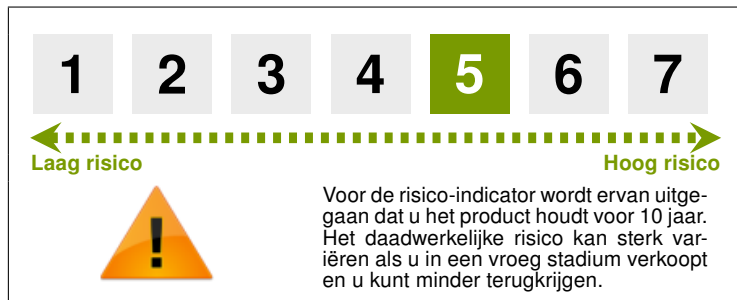 1 2 3 4 5 6 7
Laag risico Hoog risico
Voor de risico-indicator wordt ervan uitge-
gaan dat u het product houdt voor 10 jaar.
Het daadwerkelijke risico kan sterk var-
iëren als u in een vroeg stadium verkoopt
en u kunt minder terugkrijgen.
!